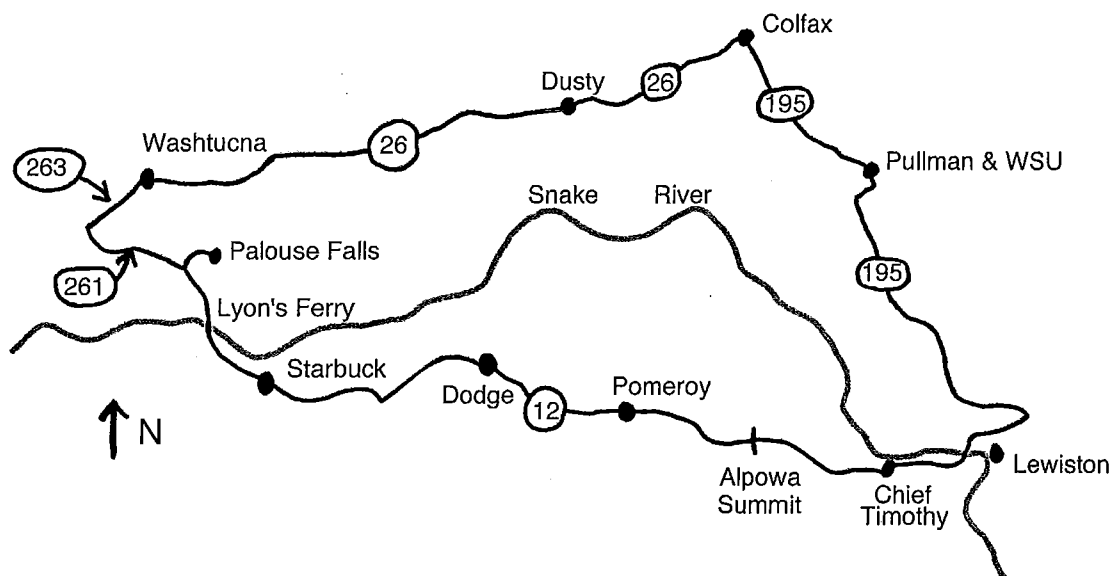 Colfax
Dusty
26
195
Washtucna
26
263
Pullman & WSU
Snake River
Palouse Falls
195
261
Lyon's Ferry
Starbuck
Dodge
Pomeroy
12
N
Alpowa
Summit
Chief
Timothy
Lewiston